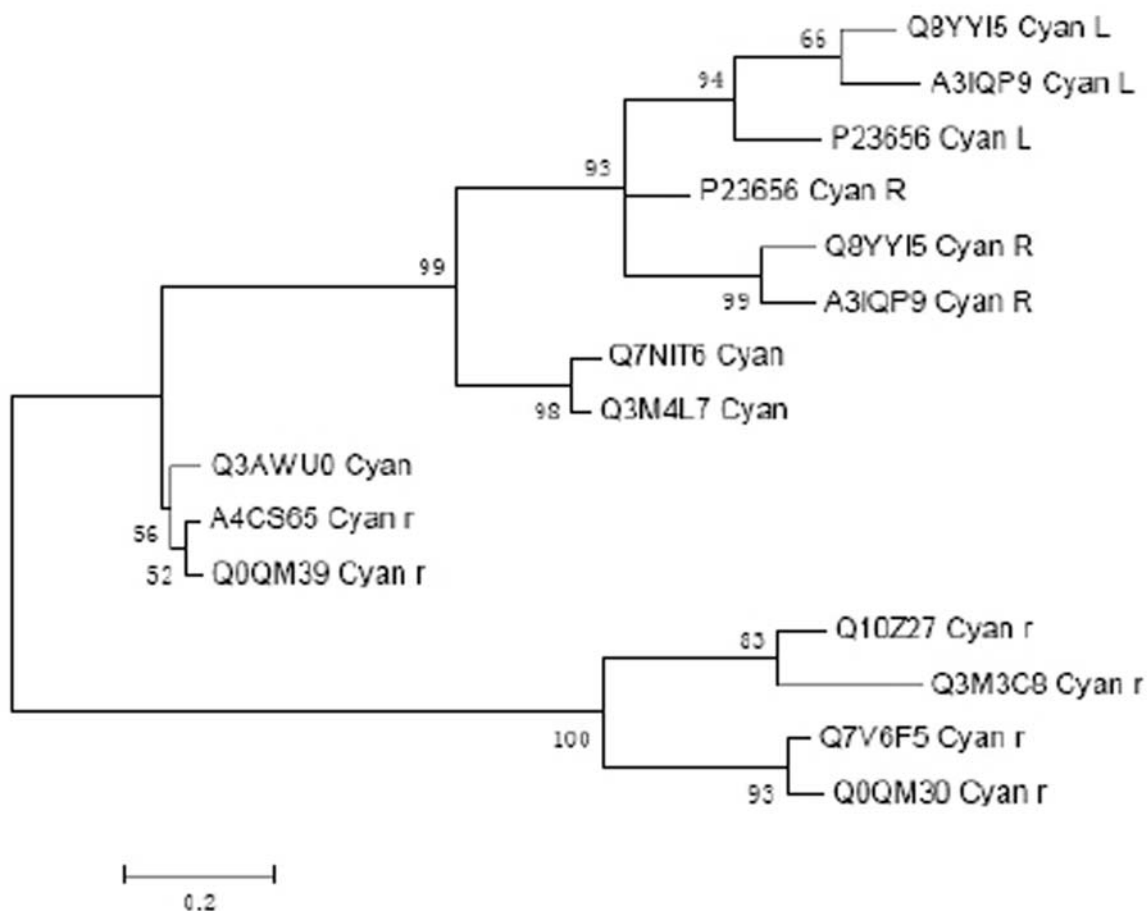 Q8YYI5 Cyan L
66
A3IQP9 Cyan L
94
P23656 Cyan L
93
P23656 Cyan R
Q8YYI5 Cyan R
99
A3IQP9 Cyan R
99
Q7NIT6 Cyan
98
Q3M4L7 Cyan
Q3AWU0 Cyan
A4CS65 Cyan r
56
52
Q0QM39 Cyan r
Q10Z27 Cyan r
83
Q3M3C8 Cyan r
100
Q7V6F5 Cyan r
93
Q0QM30 Cyan r
0.2